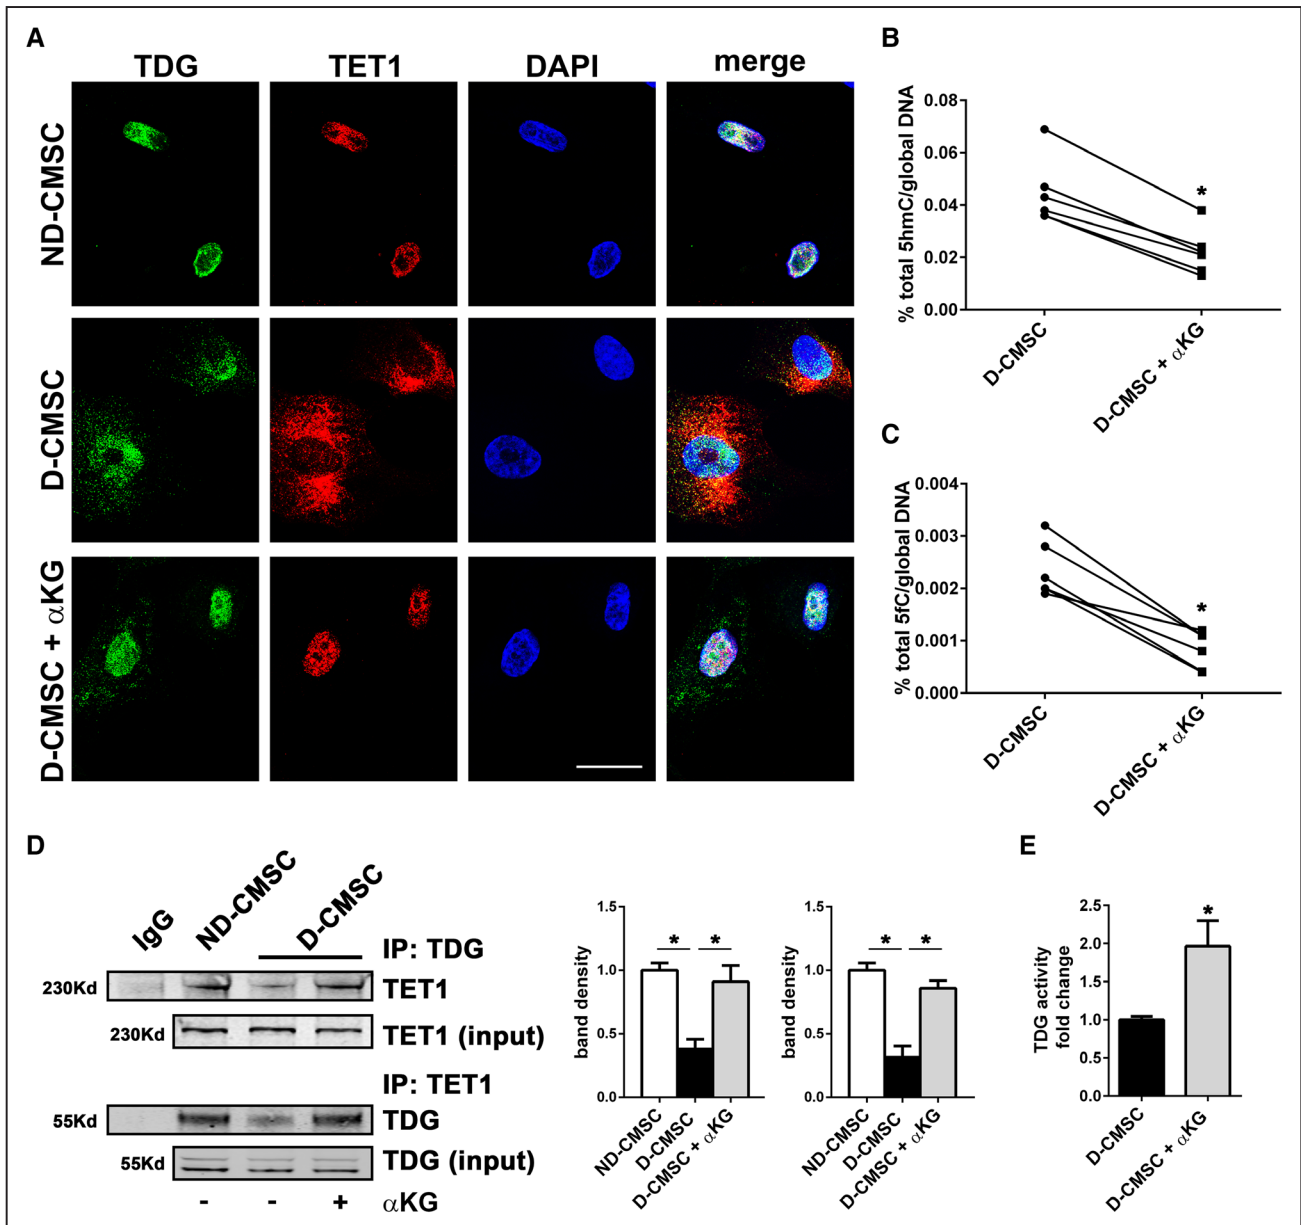 A
TDG TET1 DAPI merge
ND-CMSC
D-CMSC
D-CMSC + αKG
B
% total 5hmC/global DNA
0.08
0.06
0.04
0.02
0.00
*
D-CMSC
D-CMSC + αKG
C
% total 5fC/global DNA
0.004
0.003
0.002
0.001
0.000
*
D-CMSC
D-CMSC + αKG
D
IgG
ND-CMSC
D-CMSC
IP: TDG
230Kd TET1
230Kd TET1 (input)
IP: TET1
55Kd TDG
55Kd TDG (input)
- - + αKG
band density
1.5
1.0
0.5
0.0
* *
ND-CMSC
D-CMSC
D-CMSC + αKG
band density
1.5
1.0
0.5
0.0
* *
ND-CMSC
D-CMSC
D-CMSC + αKG
E
TDG activity
fold change
2.5
2.0
1.5
1.0
0.5
0.0
*
D-CMSC
D-CMSC + αKG